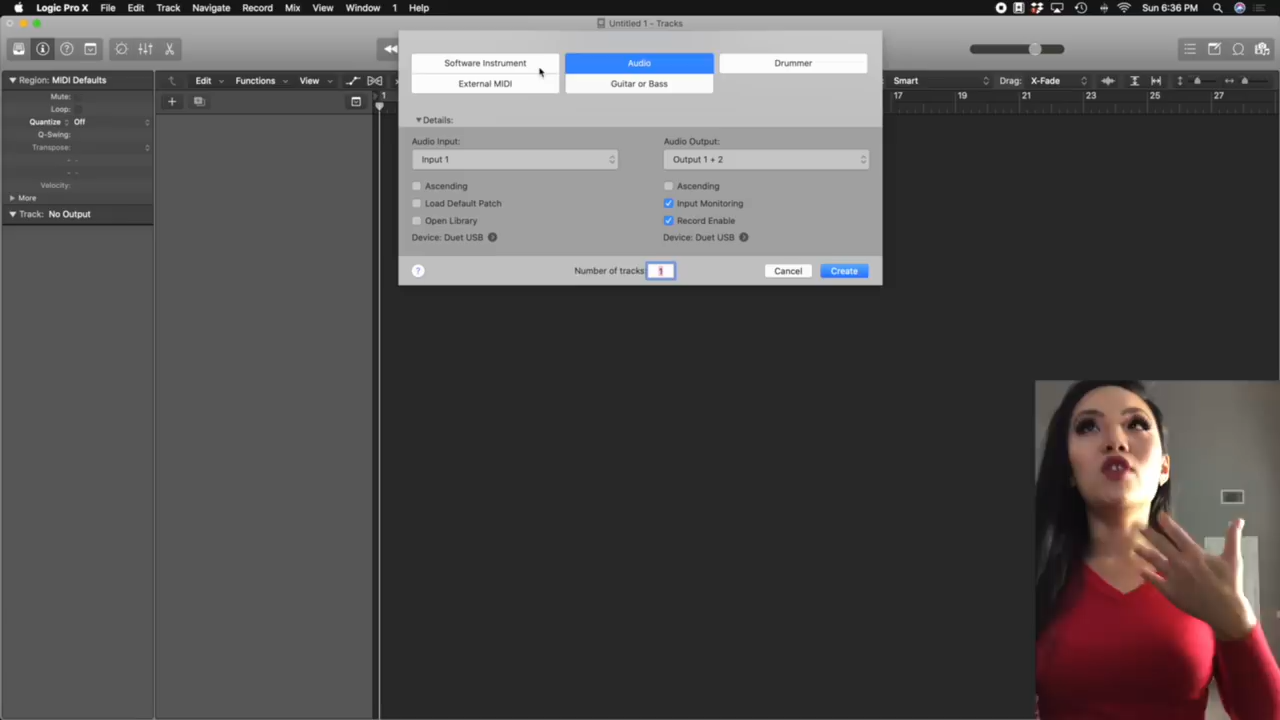 Logic Pro X File Edit Track Navigate Record Mix View Window 1 Help Sun 6:36 PM
Untitled 1 - Tracks
Region: MIDI Defaults
Mute:
Loop:
Quantize Off
Q-Swing:
Transpose:
Velocity:
More
Track: No Output
Edit Functions View
Smart Drag: X-Fade
1 17 19 21 23 25 27
Software Instrument Audio Drummer
External MIDI Guitar or Bass
Details:
Audio Input: Audio Output:
Input 1 Output 1 + 2
Ascending Ascending
Load Default Patch Input Monitoring
Open Library Record Enable
Device: Duet USB Device: Duet USB
? Number of tracks: 1 Cancel Create